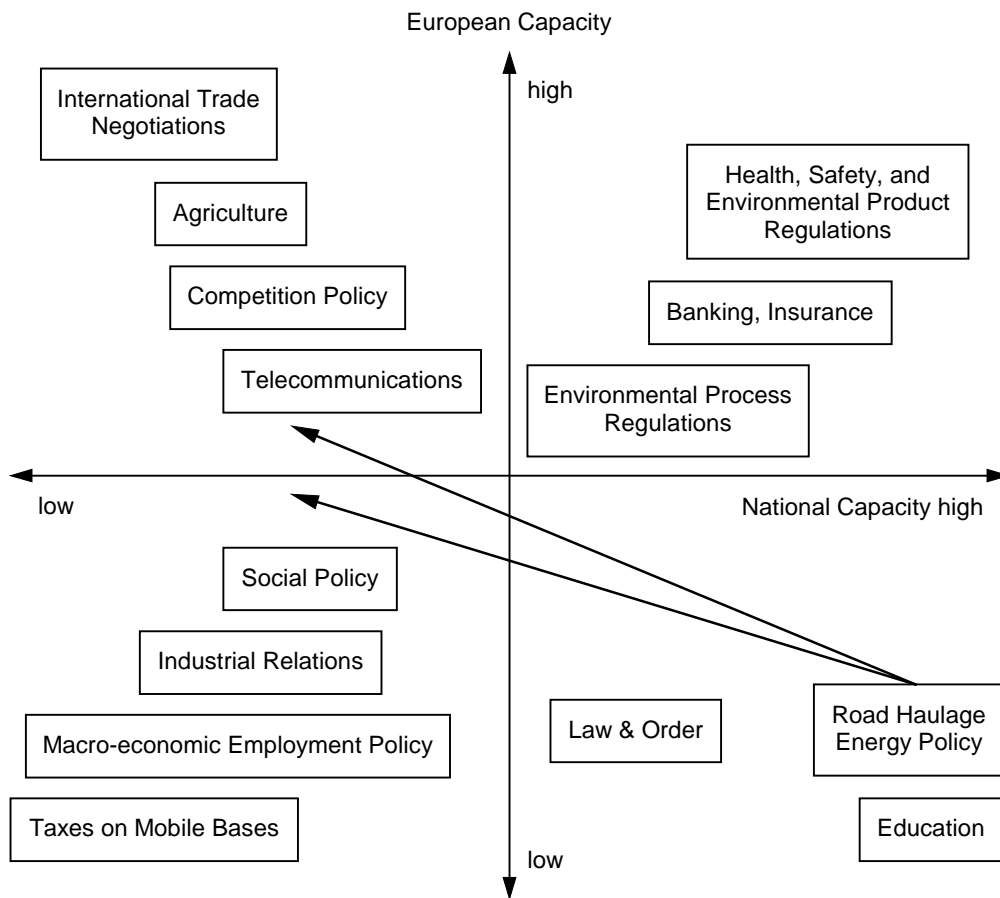 European Capacity
high
International Trade
Negotiations
Health, Safety, and
Environmental Product
Regulations
Agriculture
Competition Policy
Banking, Insurance
Telecommunications
Environmental Process
Regulations
low
National Capacity high
Social Policy
Industrial Relations
Macro-economic Employment Policy
Law & Order
Road Haulage
Energy Policy
Taxes on Mobile Bases
Education
low